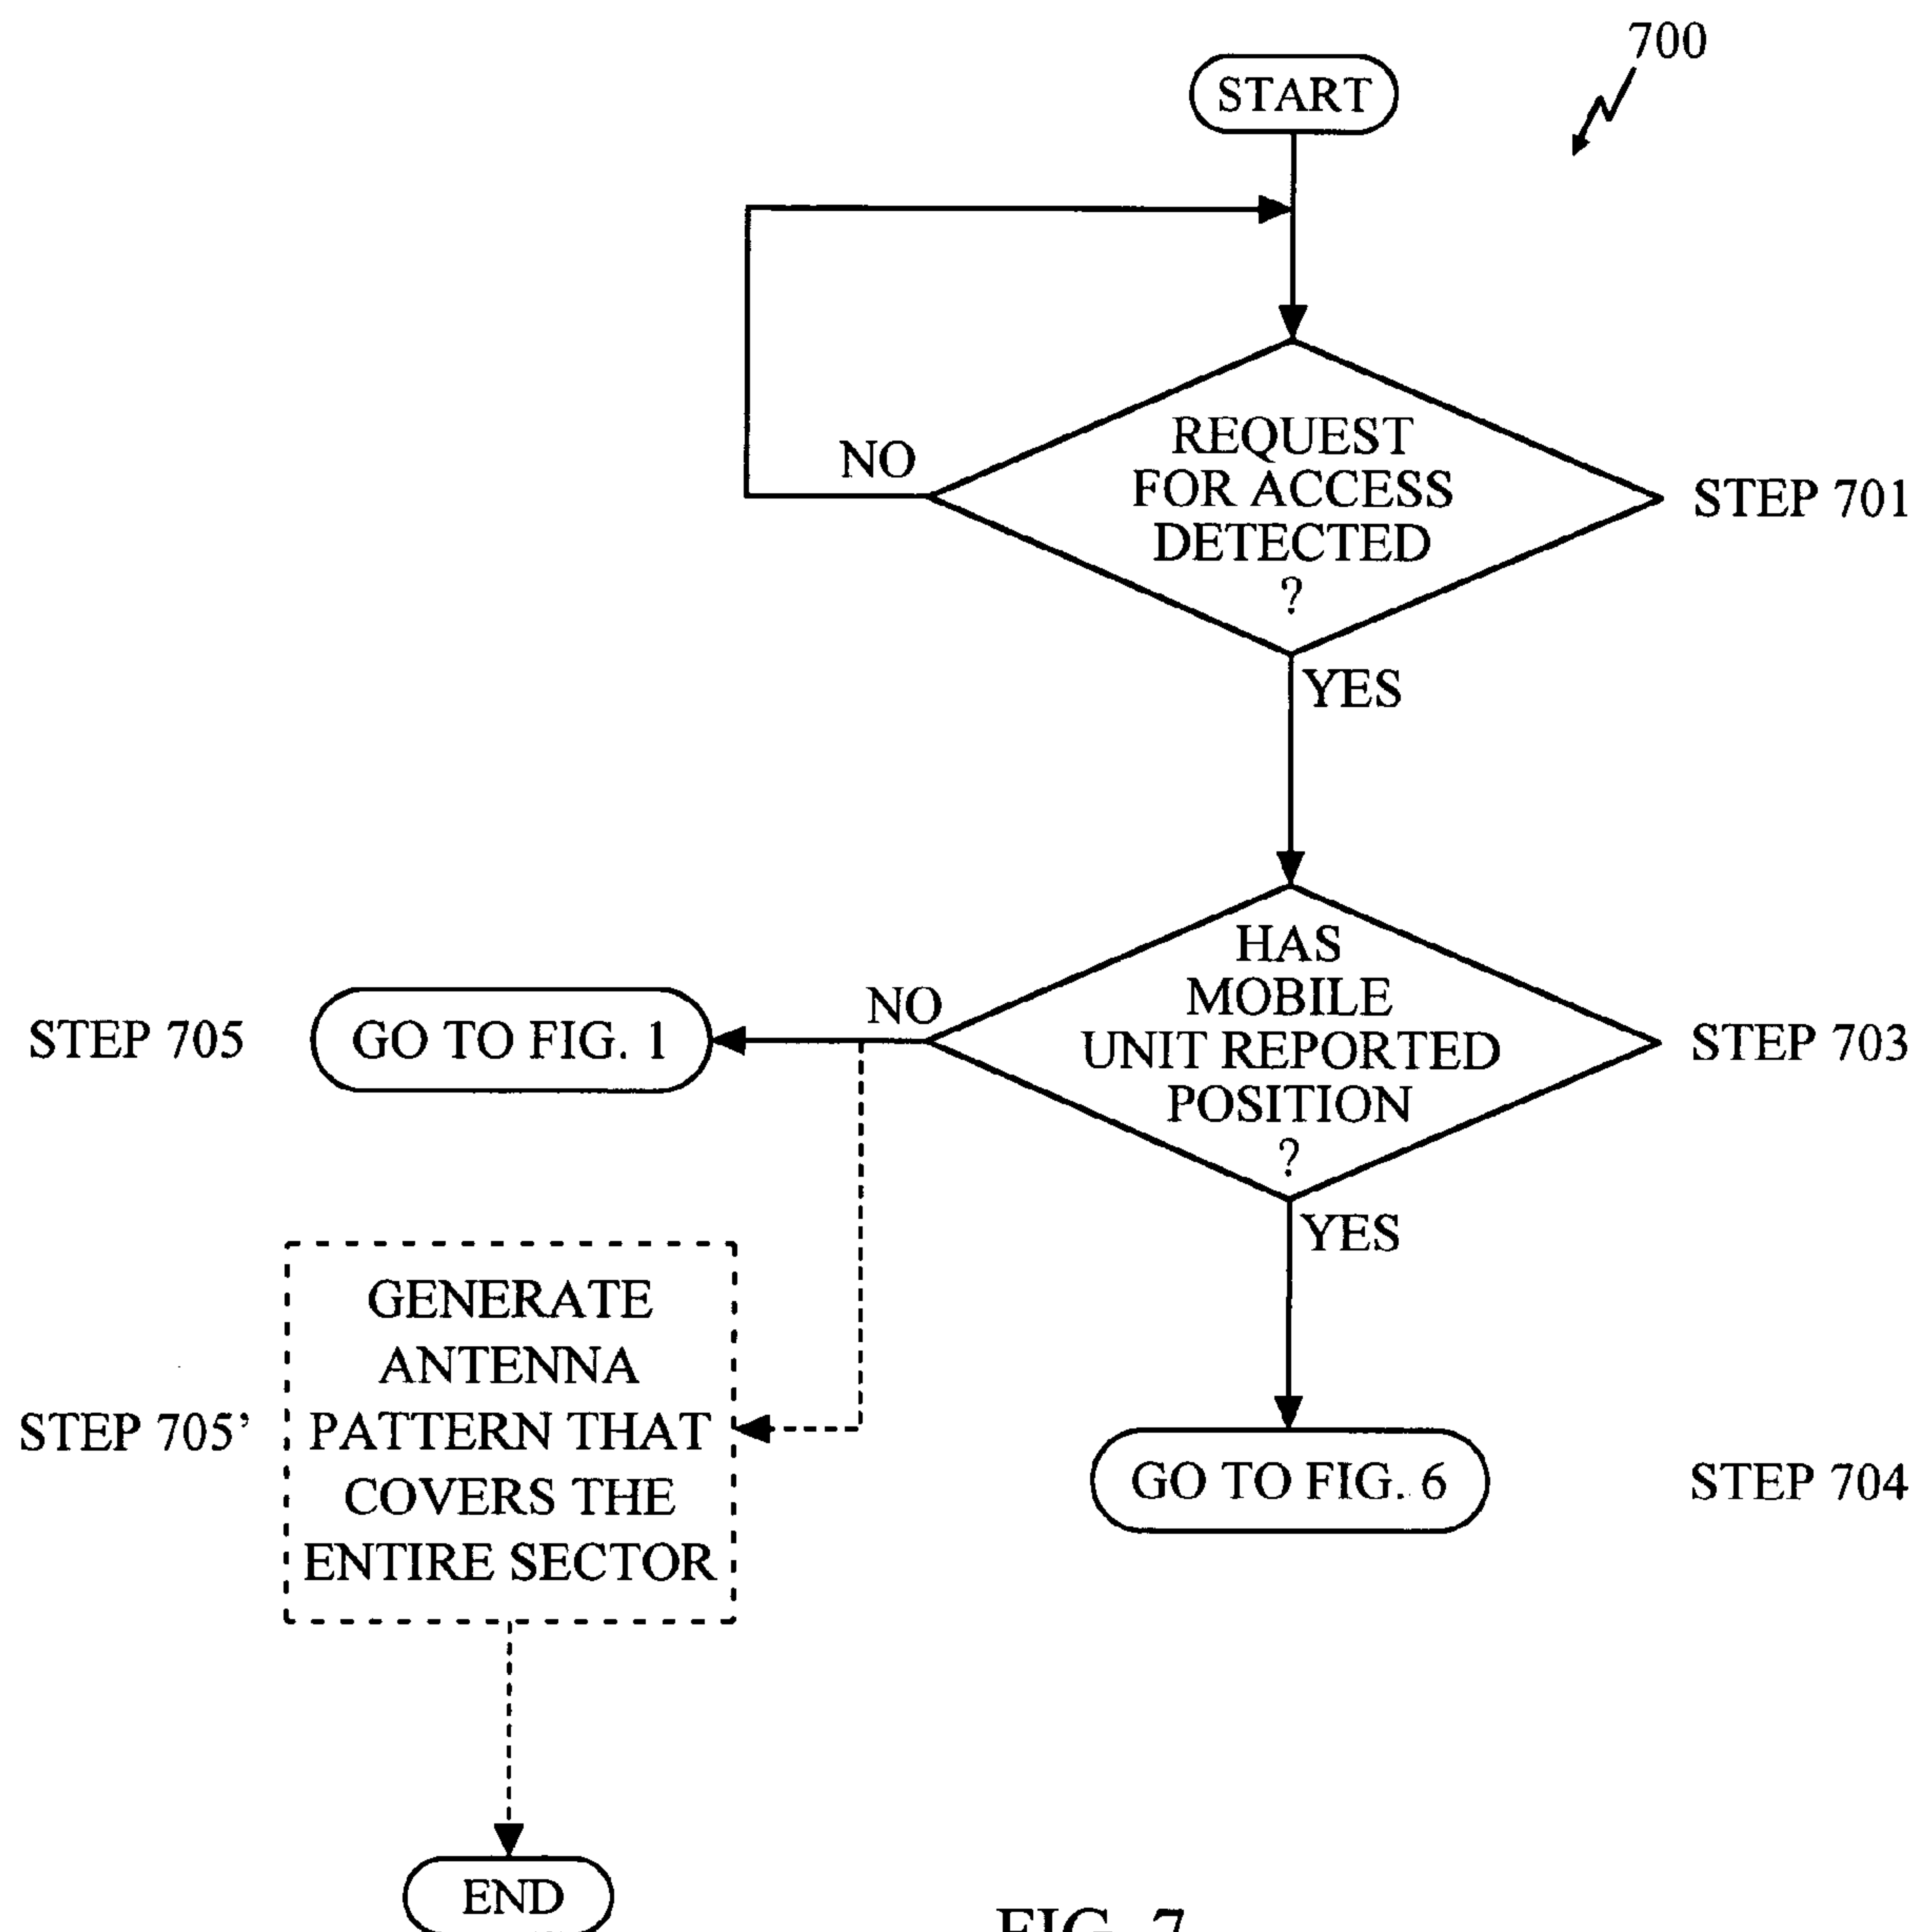 700
START
NO
REQUEST
FOR ACCESS
DETECTED
?
STEP 701
YES
STEP 705
GO TO FIG. 1
NO
HAS
MOBILE
UNIT REPORTED
POSITION
?
STEP 703
YES
STEP 705’
GENERATE
ANTENNA
PATTERN THAT
COVERS THE
ENTIRE SECTOR
GO TO FIG. 6
STEP 704
END
FIG. 7